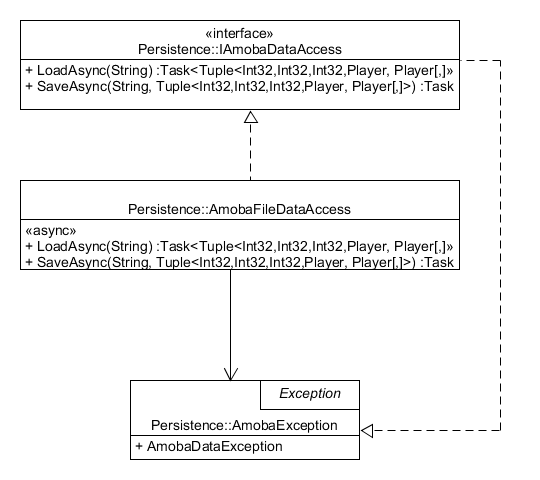 «interface»
Persistence::IAmobaDataAccess
+ LoadAsync(String) :Task<Tuple<Int32,Int32,Int32,Player, Player[,]»
+ SaveAsync(String, Tuple<Int32,Int32,Int32,Player, Player[,]>) :Task
Persistence::AmobaFileDataAccess
«async»
+ LoadAsync(String) :Task<Tuple<Int32,Int32,Int32,Player, Player[,]»
+ SaveAsync(String, Tuple<Int32,Int32,Int32,Player, Player[,]>) :Task
Exception
Persistence::AmobaException
+ AmobaDataException